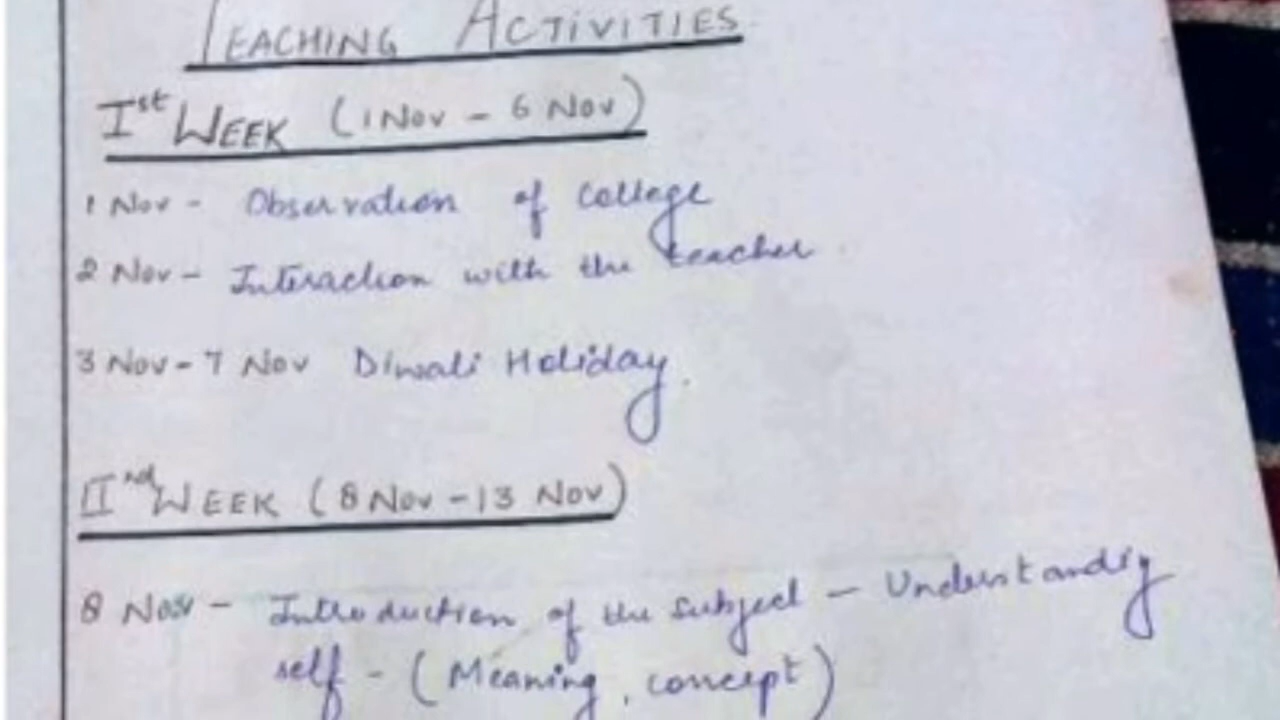 TEACHING ACTIVITIES
Ist WEEK (1 Nov - 6 Nov)
1 Nov - Observation of College
2 Nov - Interaction with the teacher
3 Nov - 7 Nov Diwali Holiday.
IInd WEEK (8 Nov - 13 Nov)
8 Nov - Introduction of the subject - Understandig
self - (Meaning, concept)